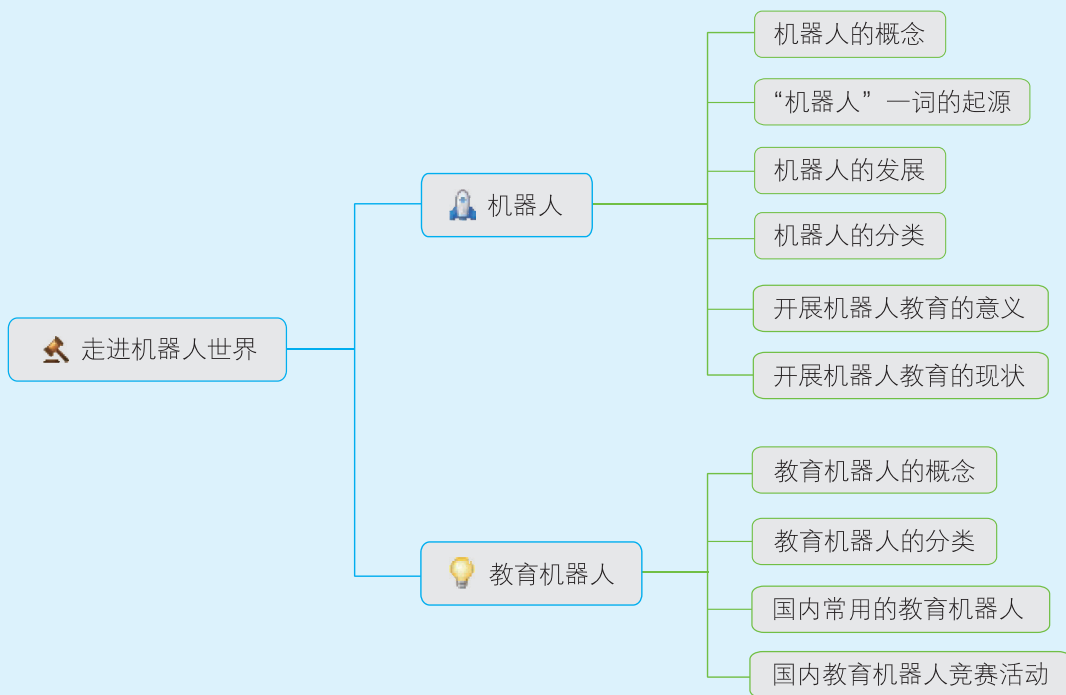 走进机器人世界
机器人
机器人的概念
“机器人”一词的起源
机器人的发展
机器人的分类
开展机器人教育的意义
开展机器人教育的现状
教育机器人
教育机器人的概念
教育机器人的分类
国内常用的教育机器人
国内教育机器人竞赛活动